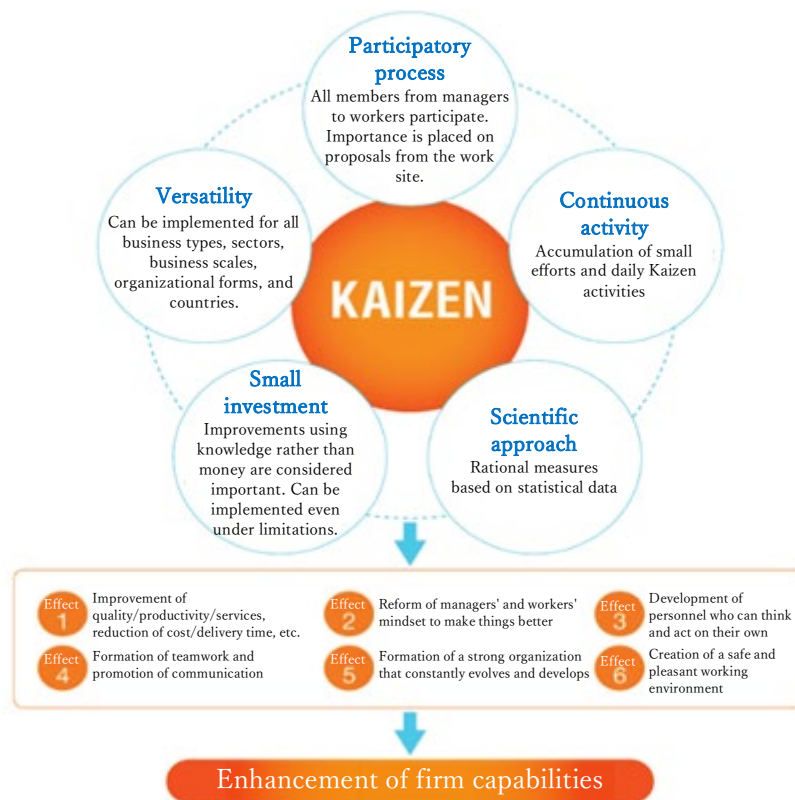 Participatory
process
All members from managers
to workers participate.
Importance is placed on
proposals from the work
site.
Versatility
Can be implemented for all
business types, sectors,
business scales,
organizational forms, and
countries.
Continuous
activity
Accumulation of small
efforts and daily Kaizen
activities
KAIZEN
Small
investment
Improvements using
knowledge rather than
money are considered
important. Can be
implemented even
under limitations.
Scientific
approach
Rational measures
based on statistical data
Effect
1
Improvement of
quality/productivity/services,
reduction of cost/delivery time, etc.
Effect
2
Reform of managers' and workers'
mindset to make things better
Effect
3
Development of
personnel who can think
and act on their own
Effect
4
Formation of teamwork and
promotion of communication
Effect
5
Formation of a strong organization
that constantly evolves and develops
Effect
6
Creation of a safe and
pleasant working
environment
Enhancement of firm capabilities